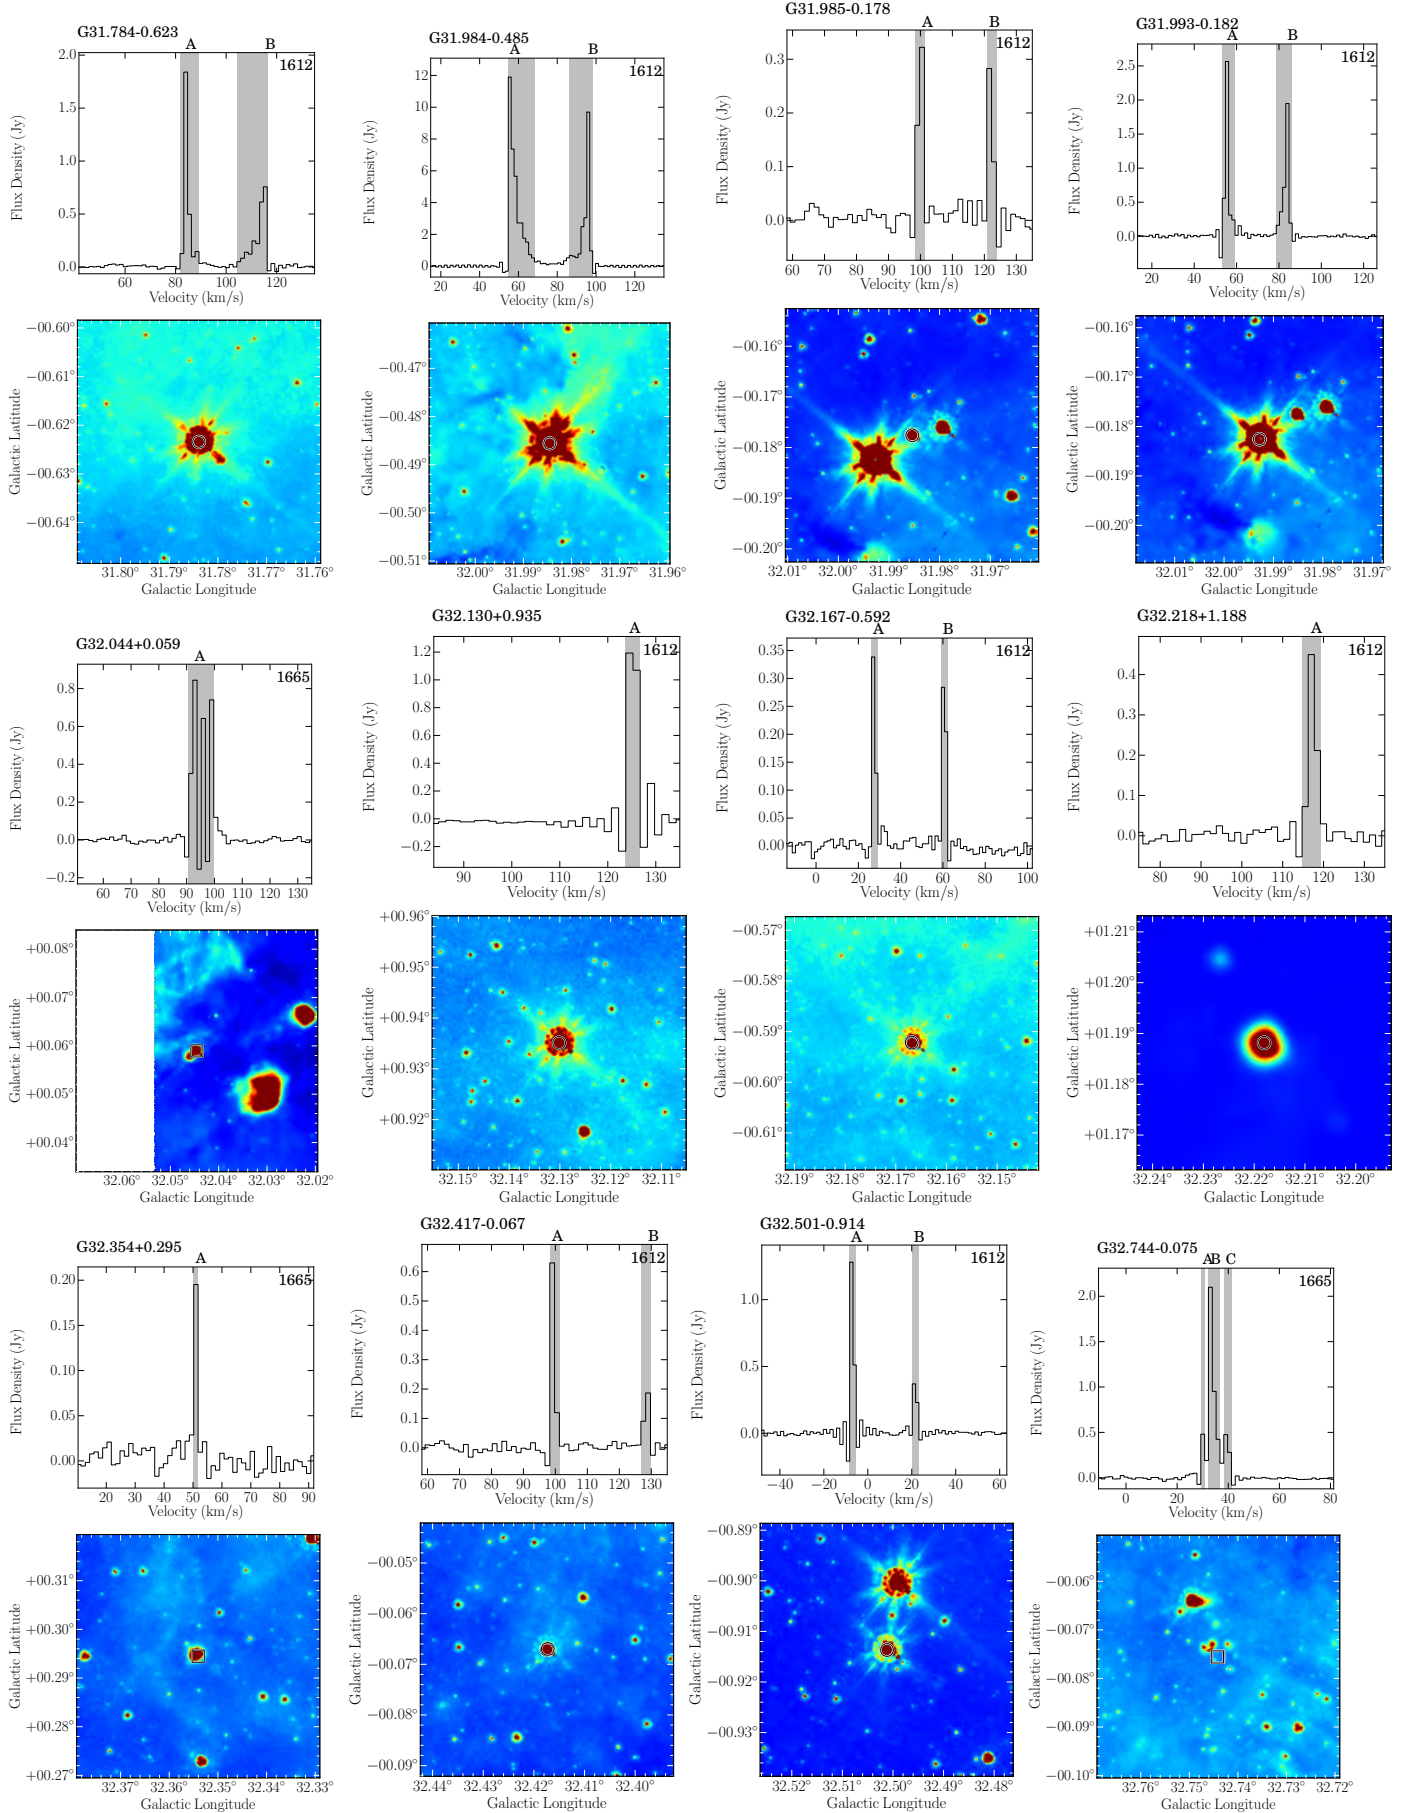 G31.784-0.623
A
B
1612
2.0
1.5
1.0
0.5
0.0
Flux Density (Jy)
60
80
100
120
Velocity (km/s)
−00.60°
−00.61°
−00.62°
−00.63°
−00.64°
Galactic Latitude
31.80° 31.79° 31.78° 31.77° 31.76°
Galactic Longitude
G31.984-0.485
A
B
1612
12
10
8
6
4
2
0
Flux Density (Jy)
20 40 60 80 100 120
Velocity (km/s)
−00.47°
−00.48°
−00.49°
−00.50°
−00.51°
Galactic Latitude
32.00° 31.99° 31.98° 31.97° 31.96°
Galactic Longitude
G31.985-0.178
A
B
1612
0.3
0.2
0.1
0.0
Flux Density (Jy)
60 70 80 90 100 110 120 130
Velocity (km/s)
−00.16°
−00.17°
−00.18°
−00.19°
−00.20°
Galactic Latitude
32.01° 32.00° 31.99° 31.98° 31.97°
Galactic Longitude
G31.993-0.182
A
B
1612
2.5
2.0
1.5
1.0
0.5
0.0
Flux Density (Jy)
20 40 60 80 100 120
Velocity (km/s)
−00.16°
−00.17°
−00.18°
−00.19°
−00.20°
Galactic Latitude
32.01° 32.00° 31.99° 31.98° 31.97°
Galactic Longitude
G32.044+0.059
A
1665
0.8
0.6
0.4
0.2
0.0
−0.2
Flux Density (Jy)
60 70 80 90 100 110 120 130
Velocity (km/s)
+00.08°
+00.07°
+00.06°
+00.05°
+00.04°
Galactic Latitude
32.06° 32.05° 32.04° 32.03° 32.02°
Galactic Longitude
G32.130+0.935
A
1612
1.2
1.0
0.8
0.6
0.4
0.2
0.0
−0.2
Flux Density (Jy)
90 100 110 120 130
Velocity (km/s)
+00.96°
+00.95°
+00.94°
+00.93°
+00.92°
Galactic Latitude
32.15° 32.14° 32.13° 32.12° 32.11°
Galactic Longitude
G32.167-0.592
A
B
1612
0.35
0.30
0.25
0.20
0.15
0.10
0.05
0.00
Flux Density (Jy)
0 20 40 60 80 100
Velocity (km/s)
−00.57°
−00.58°
−00.59°
−00.60°
−00.61°
Galactic Latitude
32.19° 32.18° 32.17° 32.16° 32.15°
Galactic Longitude
G32.218+1.188
A
1612
0.4
0.3
0.2
0.1
0.0
Flux Density (Jy)
80 90 100 110 120 130
Velocity (km/s)
+01.21°
+01.20°
+01.19°
+01.18°
+01.17°
Galactic Latitude
32.24° 32.23° 32.22° 32.21° 32.20°
Galactic Longitude
G32.354+0.295
A
1665
0.20
0.15
0.10
0.05
0.00
Flux Density (Jy)
20 30 40 50 60 70 80 90
Velocity (km/s)
+00.31°
+00.30°
+00.29°
+00.28°
+00.27°
Galactic Latitude
32.37° 32.36° 32.35° 32.34° 32.33°
Galactic Longitude
G32.417-0.067
A
B
1612
0.6
0.5
0.4
0.3
0.2
0.1
0.0
Flux Density (Jy)
60 70 80 90 100 110 120 130
Velocity (km/s)
−00.05°
−00.06°
−00.07°
−00.08°
−00.09°
Galactic Latitude
32.44° 32.43° 32.42° 32.41° 32.40°
Galactic Longitude
G32.501-0.914
A
B
1612
1.0
0.5
0.0
Flux Density (Jy)
−40 −20 0 20 40 60
Velocity (km/s)
−00.89°
−00.90°
−00.91°
−00.92°
−00.93°
Galactic Latitude
32.52° 32.51° 32.50° 32.49° 32.48°
Galactic Longitude
G32.744-0.075
A
B
C
1665
2.0
1.5
1.0
0.5
0.0
Flux Density (Jy)
0 20 40 60 80
Velocity (km/s)
−00.06°
−00.07°
−00.08°
−00.09°
−00.10°
Galactic Latitude
32.76° 32.75° 32.74° 32.73° 32.72°
Galactic Longitude